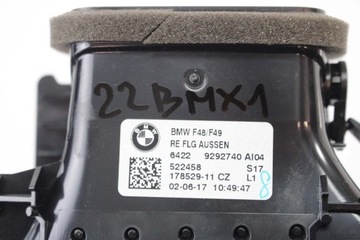 22BMX1
BMW F48/F49
RE FLG AUSSEN
6422 9292740 AI04
522458 S17
178529-11 CZ L1
02-06-17 10:49:47
8